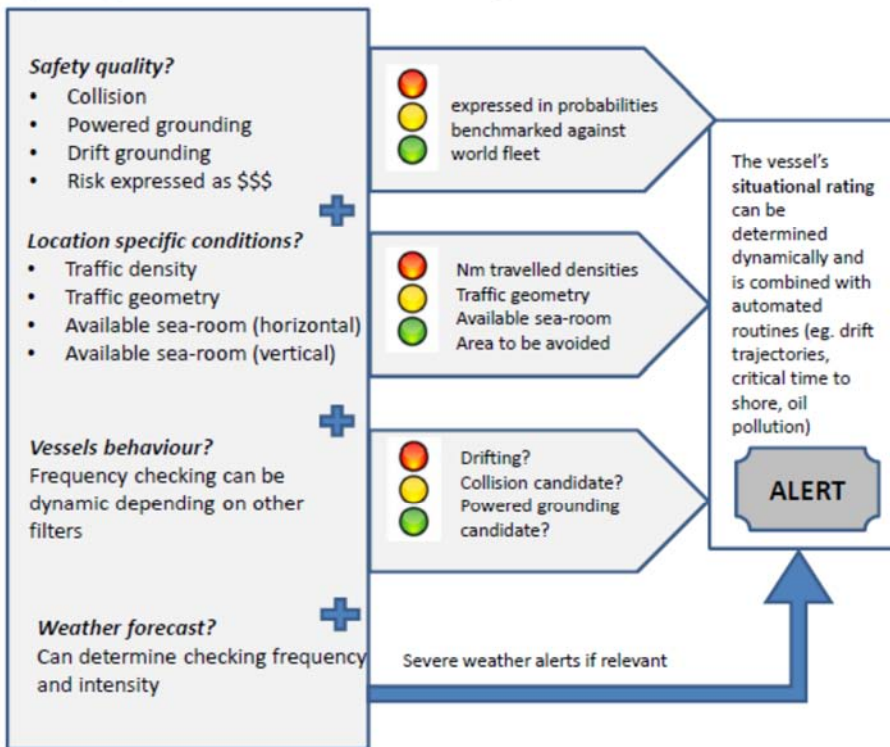 Safety quality?
• Collision
• Powered grounding
• Drift grounding
• Risk expressed as $$$
Location specific conditions?
• Traffic density
• Traffic geometry
• Available sea-room (horizontal)
• Available sea-room (vertical)
Vessels behaviour?
Frequency checking can be
dynamic depending on other
filters
Weather forecast?
Can determine checking frequency
and intensity
expressed in probabilities
benchmarked against
world fleet
Nm travelled densities
Traffic geometry
Available sea-room
Area to be avoided
Drifting?
Collision candidate?
Powered grounding
candidate?
Severe weather alerts if relevant
The vessel's
situational rating
can be
determined
dynamically and
is combined with
automated
routines (eg. drift
trajectories,
critical time to
shore, oil
pollution)
ALERT